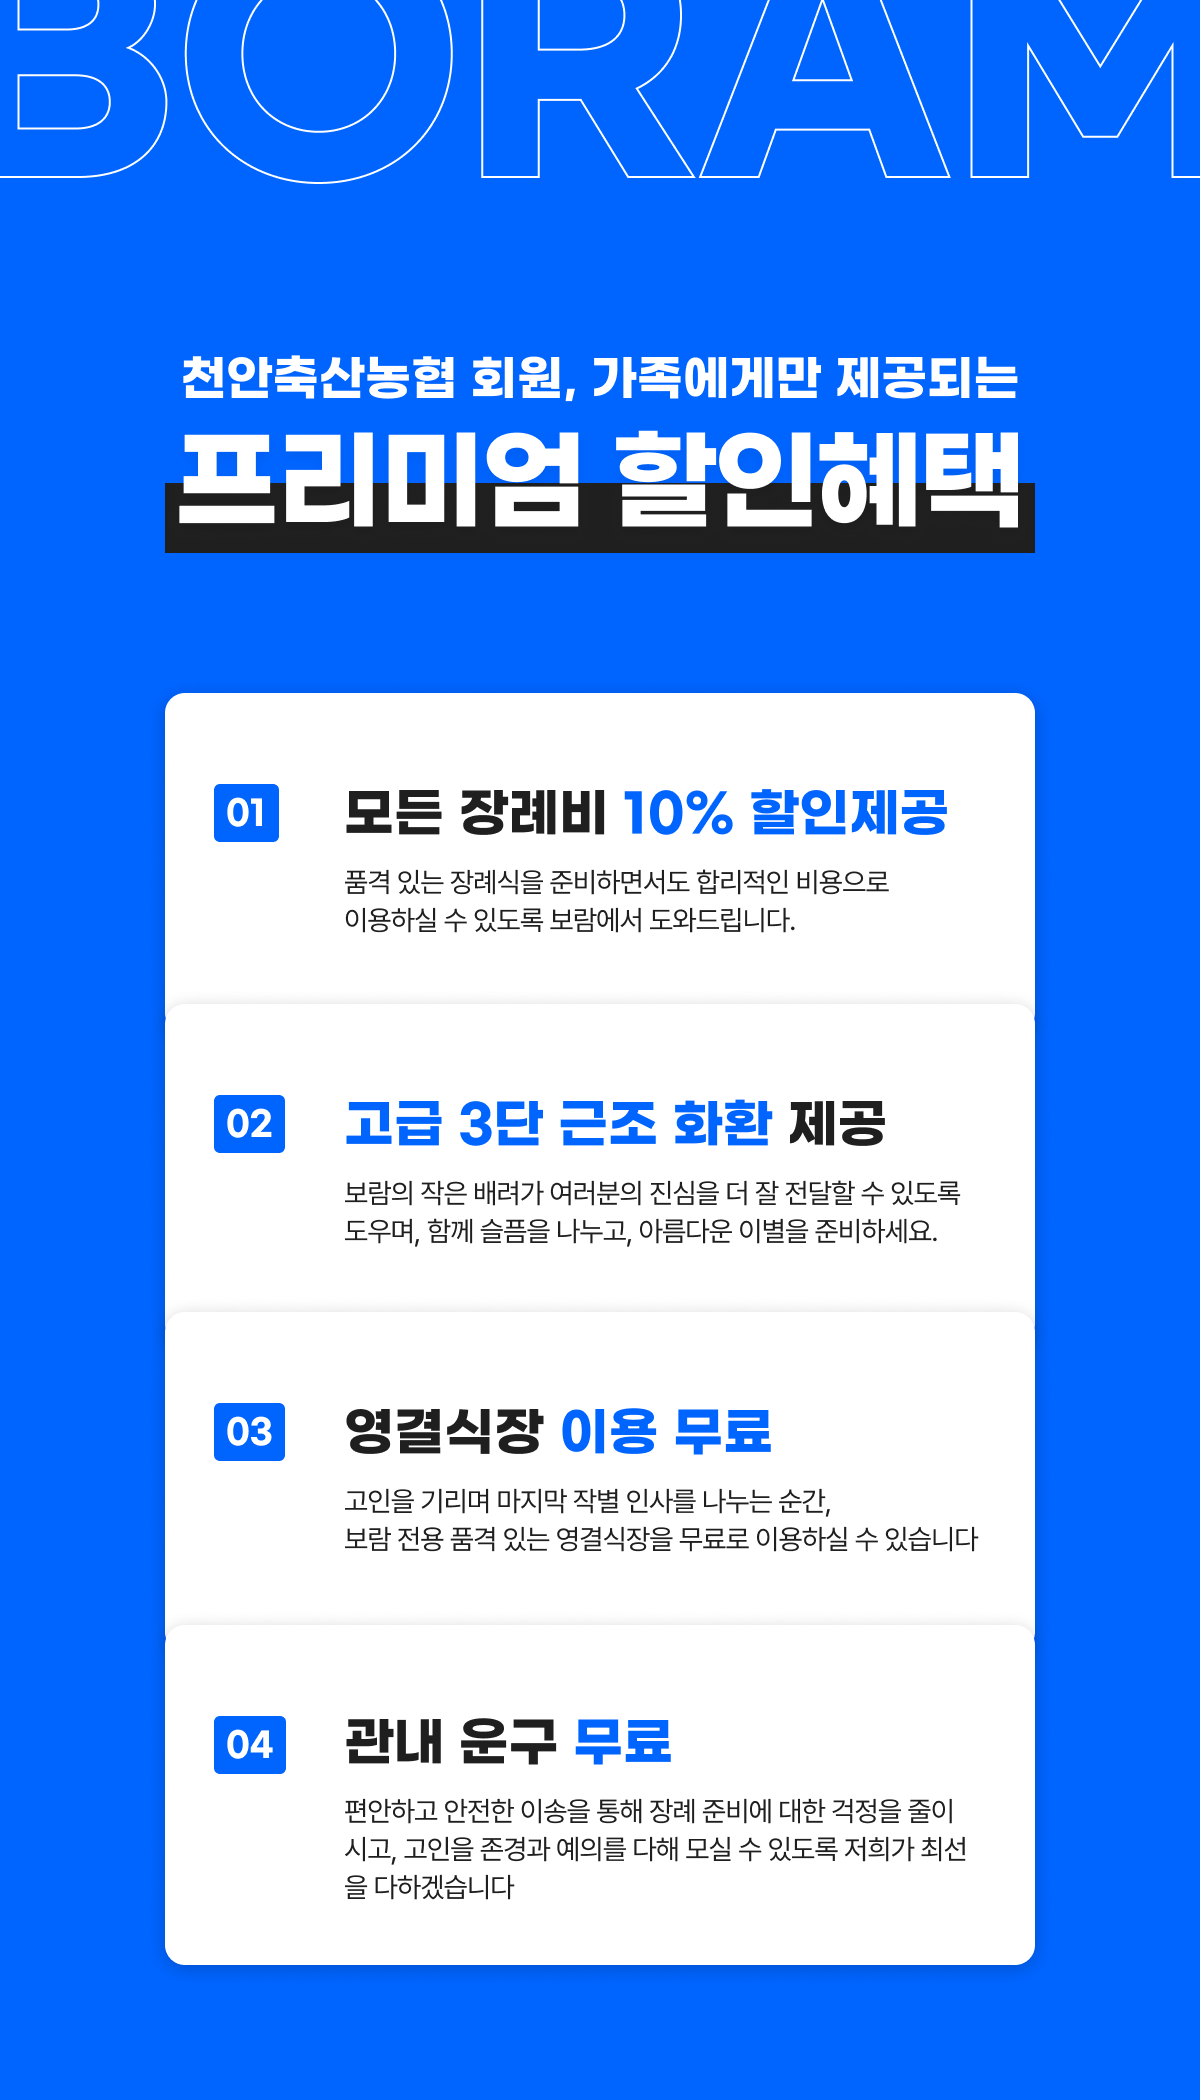 BORAM
천안축산농협 회원, 가족에게만 제공되는
프리미엄 할인혜택
01
모든 장례비 10% 할인제공
품격 있는 장례식을 준비하면서도 합리적인 비용으로
이용하실 수 있도록 보람에서 도와드립니다.
02
고급 3단 근조 화환 제공
보람의 작은 배려가 여러분의 진심을 더 잘 전달할 수 있도록
도우며, 함께 슬픔을 나누고, 아름다운 이별을 준비하세요.
03
영결식장 이용 무료
고인을 기리며 마지막 작별 인사를 나누는 순간,
보람 전용 품격 있는 영결식장을 무료로 이용하실 수 있습니다
04
관내 운구 무료
편안하고 안전한 이송을 통해 장례 준비에 대한 걱정을 줄이
시고, 고인을 존경과 예의를 다해 모실 수 있도록 저희가 최선
을 다하겠습니다